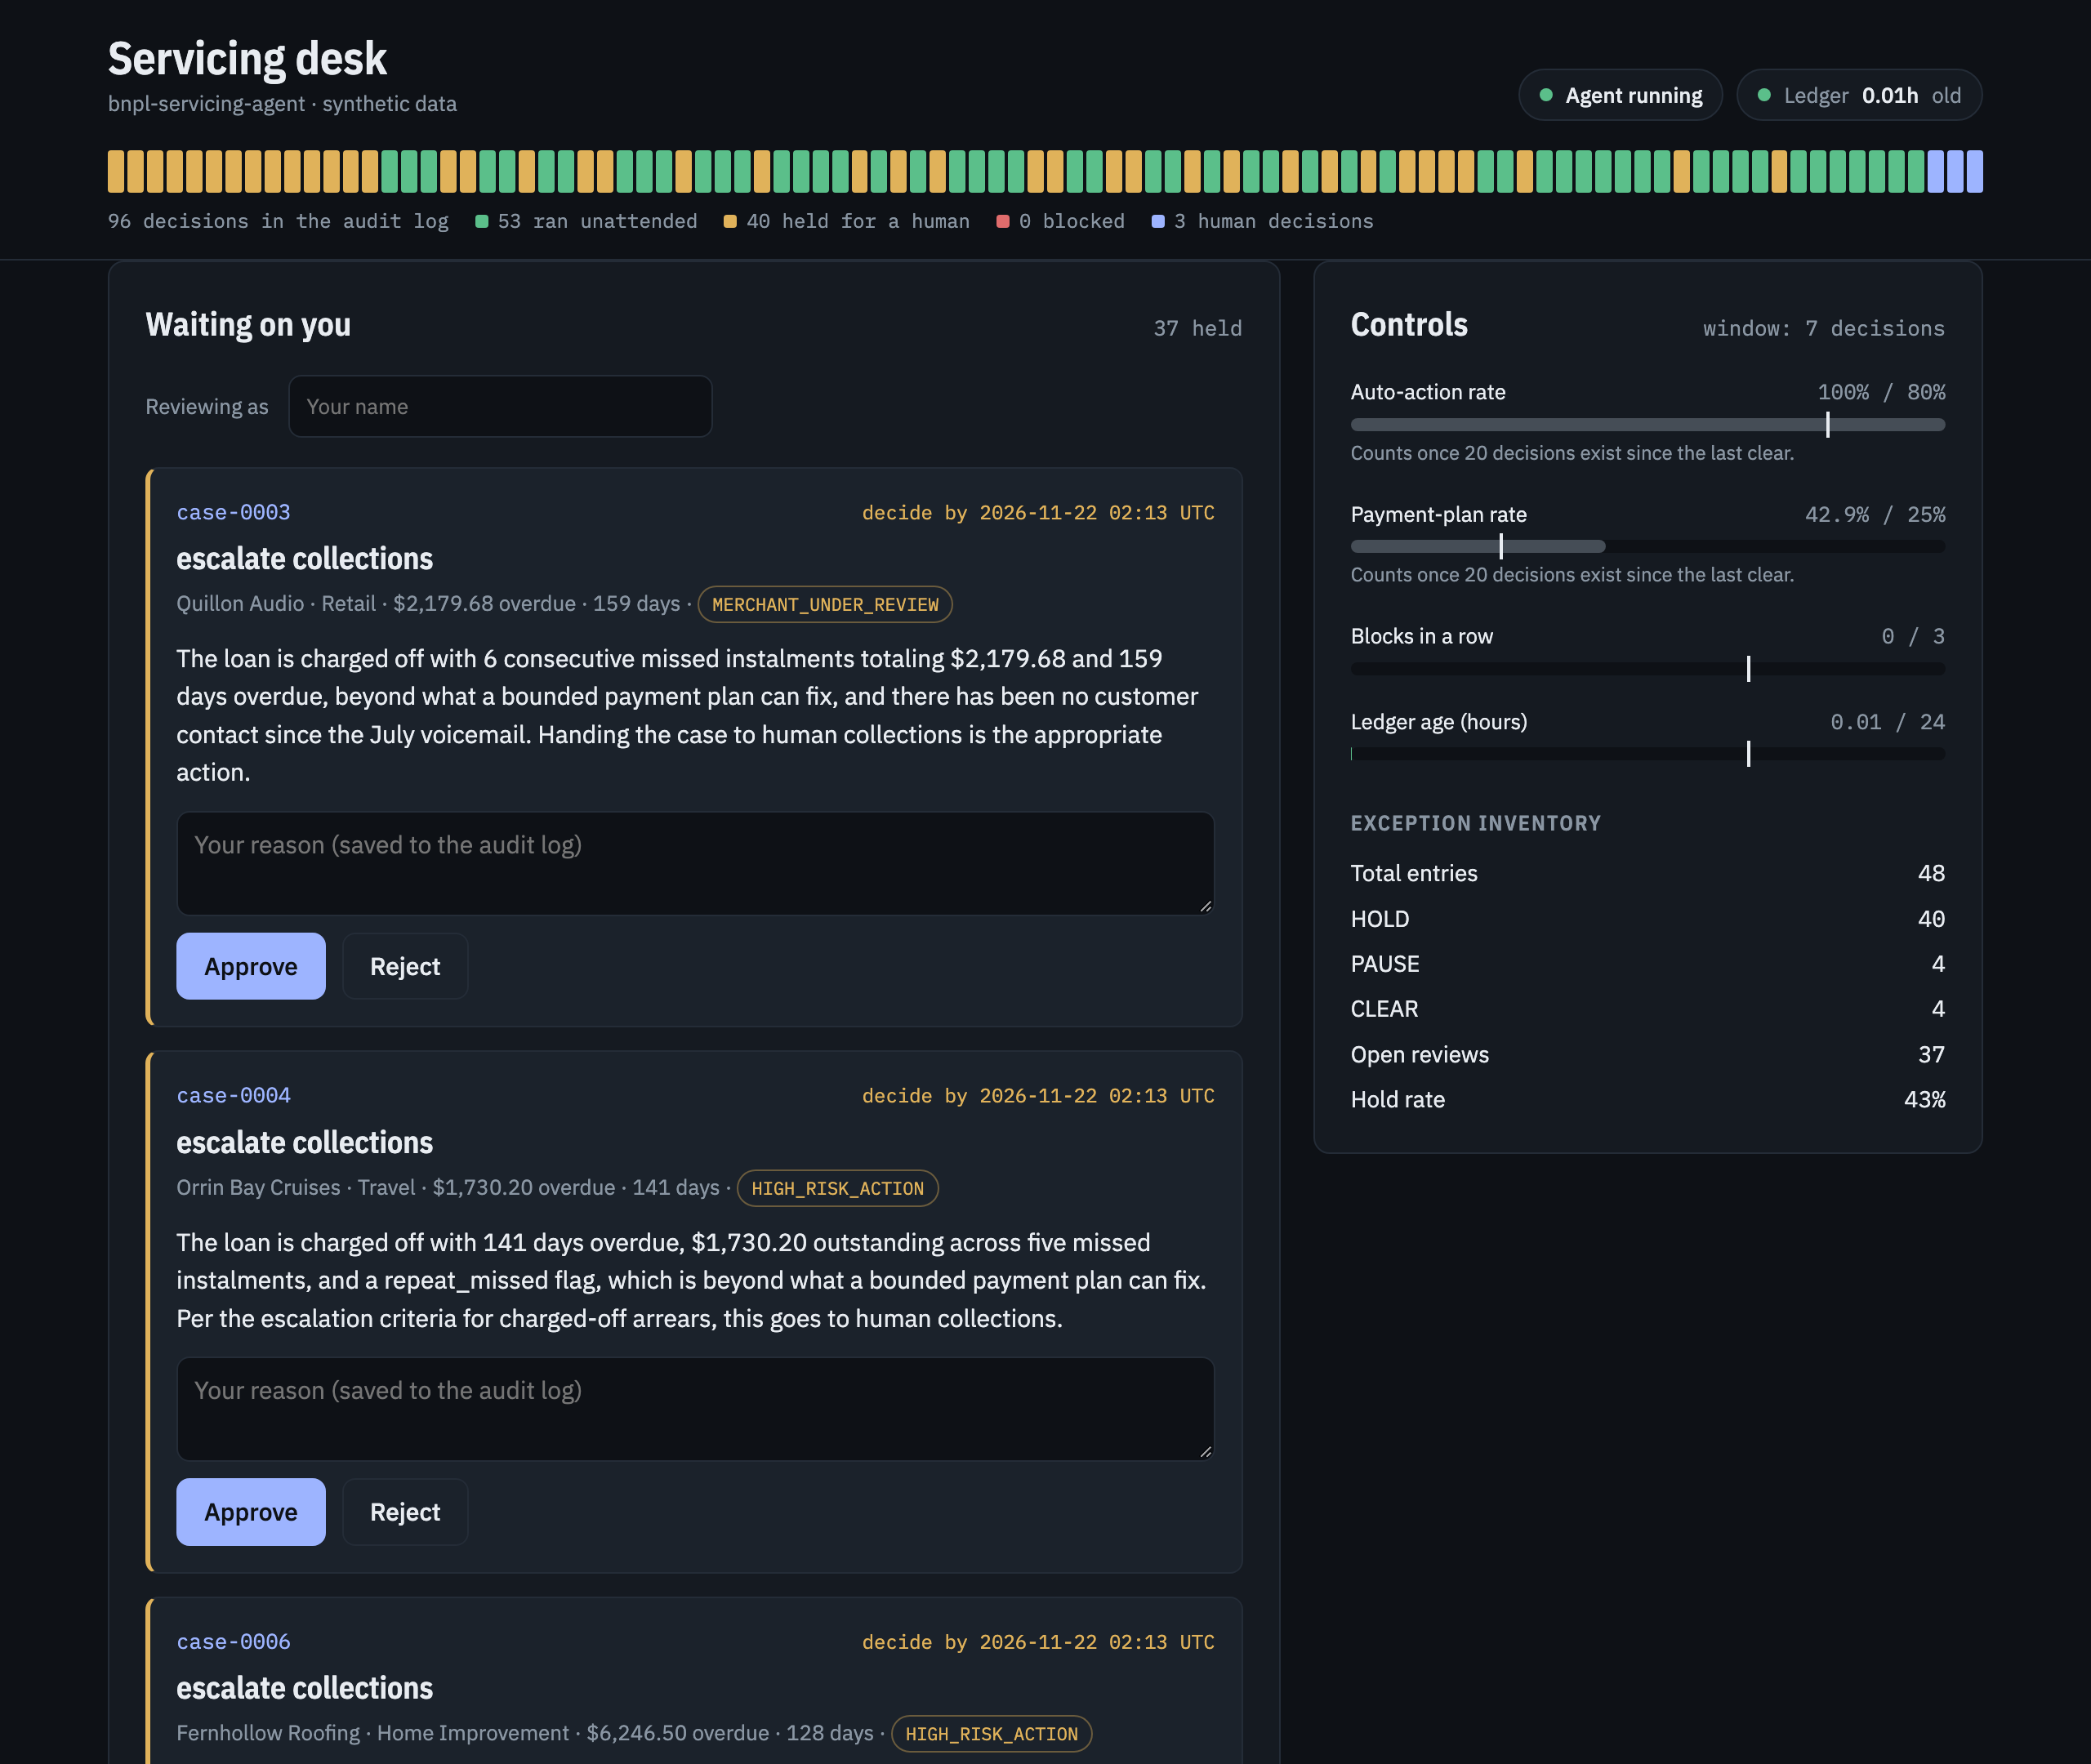 Servicing desk
bnpl-servicing-agent · synthetic data
Agent running
Ledger 0.01h old
96 decisions in the audit log 53 ran unattended 40 held for a human 0 blocked 3 human decisions
Waiting on you
37 held
Reviewing as Your name
case-0003
decide by 2026-11-22 02:13 UTC
escalate collections
Quillon Audio · Retail · $2,179.68 overdue · 159 days · MERCHANT_UNDER_REVIEW
The loan is charged off with 6 consecutive missed instalments totaling $2,179.68 and 159
days overdue, beyond what a bounded payment plan can fix, and there has been no customer
contact since the July voicemail. Handing the case to human collections is the appropriate
action.
Your reason (saved to the audit log)
Approve Reject
case-0004
decide by 2026-11-22 02:13 UTC
escalate collections
Orrin Bay Cruises · Travel · $1,730.20 overdue · 141 days · HIGH_RISK_ACTION
The loan is charged off with 141 days overdue, $1,730.20 outstanding across five missed
instalments, and a repeat_missed flag, which is beyond what a bounded payment plan can fix.
Per the escalation criteria for charged-off arrears, this goes to human collections.
Your reason (saved to the audit log)
Approve Reject
case-0006
decide by 2026-11-22 02:13 UTC
escalate collections
Fernhollow Roofing · Home Improvement · $6,246.50 overdue · 128 days · HIGH_RISK_ACTION
Controls
window: 7 decisions
Auto-action rate 100% / 80%
Counts once 20 decisions exist since the last clear.
Payment-plan rate 42.9% / 25%
Counts once 20 decisions exist since the last clear.
Blocks in a row 0 / 3
Ledger age (hours) 0.01 / 24
EXCEPTION INVENTORY
Total entries 48
HOLD 40
PAUSE 4
CLEAR 4
Open reviews 37
Hold rate 43%